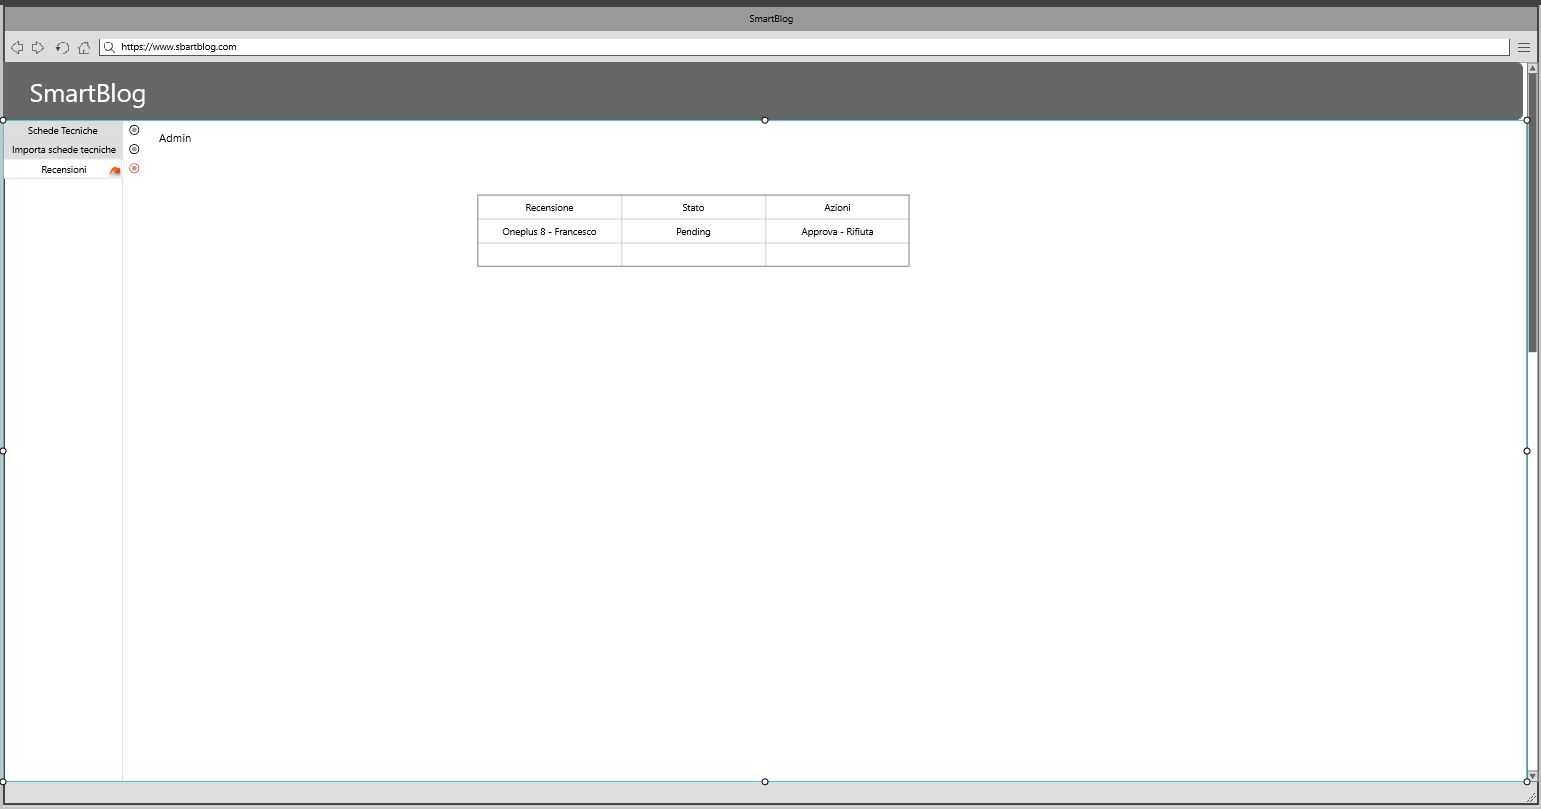 SmartBlog
https://www.sbartblog.com
SmartBlog
Schede Tecniche
Importa schede tecniche
Recensioni
Admin
Recensione Stato Azioni
Oneplus 8 - Francesco Pending Approva - Rifiuta